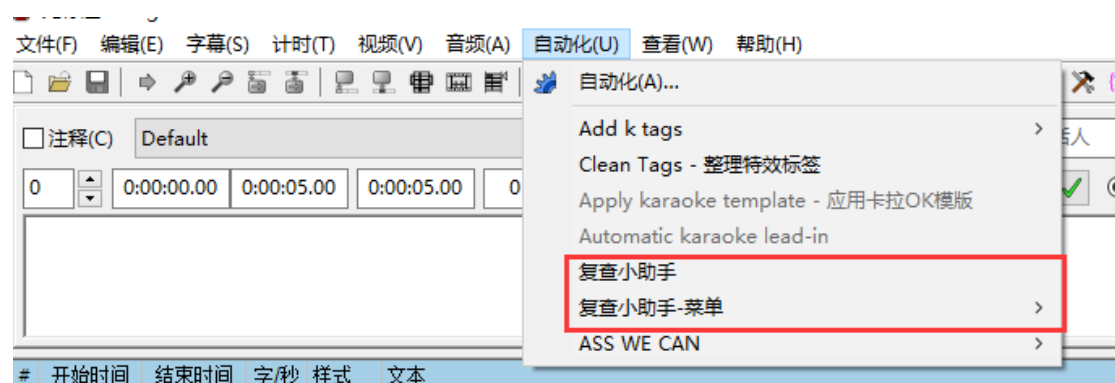 文件(F) 编辑(E) 字幕(S) 计时(T) 视频(V) 音频(A) 自动化(U) 查看(W) 帮助(H)
自动化(A)...
注释(C) Default
Add k tags
Clean Tags - 整理特效标签
0 0:00:00.00 0:00:05.00 0:00:05.00 0
Apply karaoke template - 应用卡拉OK模版
Automatic karaoke lead-in
复查小助手
复查小助手-菜单
ASS WE CAN
# 开始时间 结束时间 字/秒 样式 文本